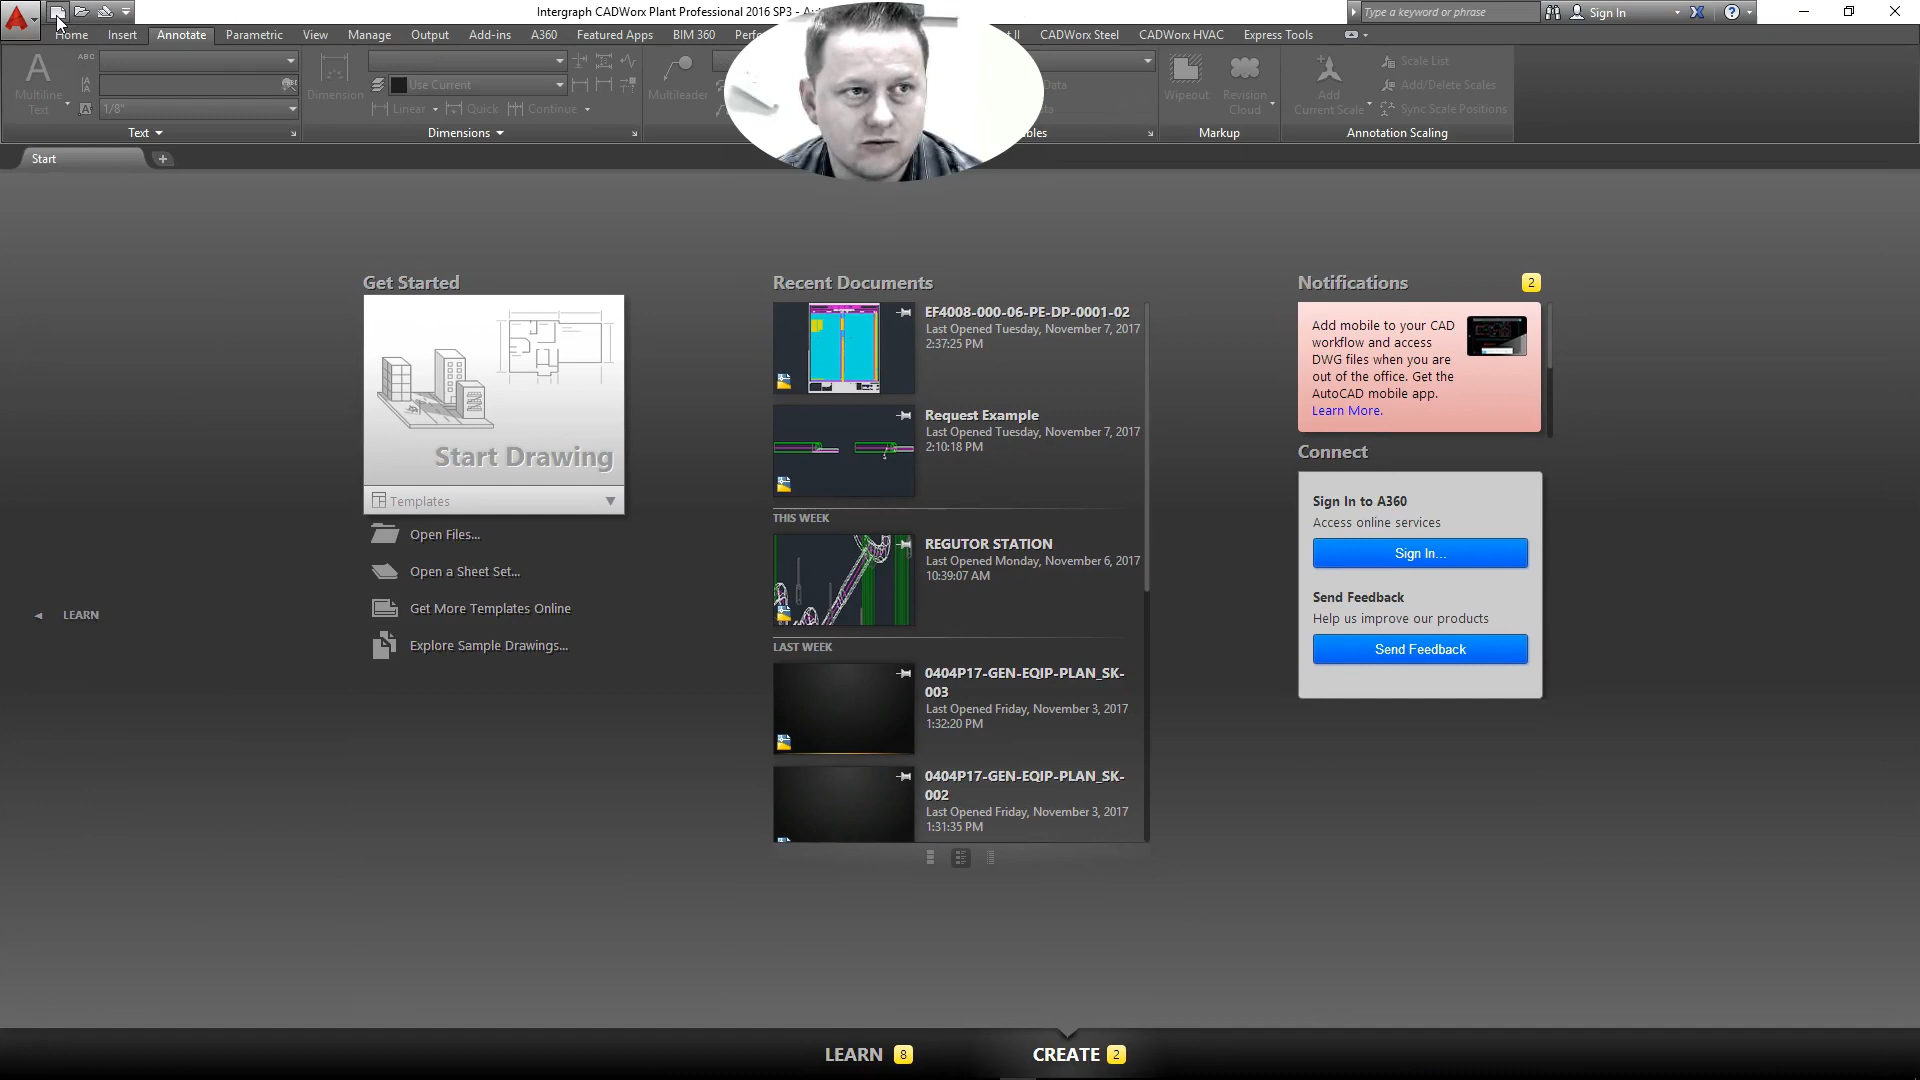 Intergraph CADWorx Plant Professional 2016 SP3 -
Type a keyword or phrase
Sign In
Home
Insert
Annotate
Parametric
View
Manage
Output
Add-ins
A360
Featured Apps
BIM 360
CADWorx Steel
CADWorx HVAC
Express Tools
Multiline
Text
ABC
1/8"
Text
Dimension
Use Current
Linear
Quick
Continue
Dimensions
Multileader
Wipeout
Revision
Cloud
Markup
Add
Current Scale
Scale List
Add/Delete Scales
Sync Scale Positions
Annotation Scaling
Start
Get Started
Start Drawing
Templates
Open Files...
Open a Sheet Set...
Get More Templates Online
Explore Sample Drawings...
LEARN
Recent Documents
EF4008-000-06-PE-DP-0001-02
Last Opened Tuesday, November 7, 2017
2:37:25 PM
Request Example
Last Opened Tuesday, November 7, 2017
2:10:18 PM
THIS WEEK
REGUTOR STATION
Last Opened Monday, November 6, 2017
10:39:07 AM
LAST WEEK
0404P17-GEN-EQIP-PLAN_SK-
003
Last Opened Friday, November 3, 2017
1:32:20 PM
0404P17-GEN-EQIP-PLAN_SK-
002
Last Opened Friday, November 3, 2017
1:31:35 PM
Notifications 2
Add mobile to your CAD
workflow and access
DWG files when you are
out of the office. Get the
AutoCAD mobile app.
Learn More.
Connect
Sign In to A360
Access online services
Sign In...
Send Feedback
Help us improve our products
Send Feedback
LEARN 8
CREATE 2